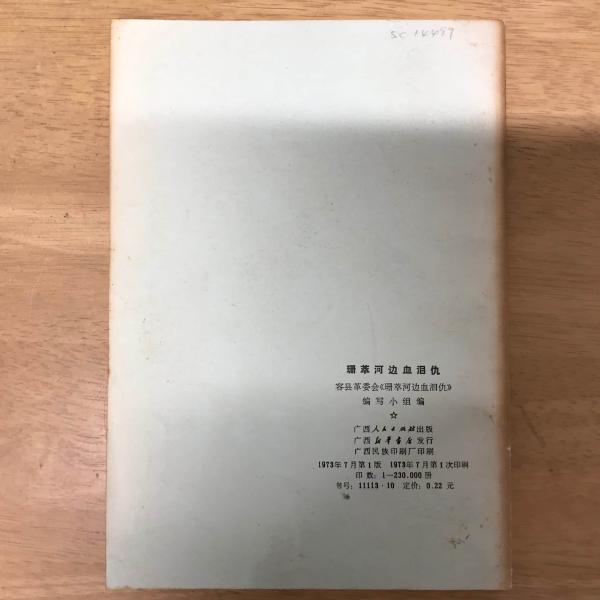 SC 14497
珊萃河边血泪仇
容县革委会《珊萃河边血泪仇》
编写小组编
☆
广西人民出版社出版
广西新华书店发行
广西民族印刷厂印刷
1973年7月第1版 1973年7月第1次印刷
印数：1—230.000册
号：11113·10 定价：0.22元